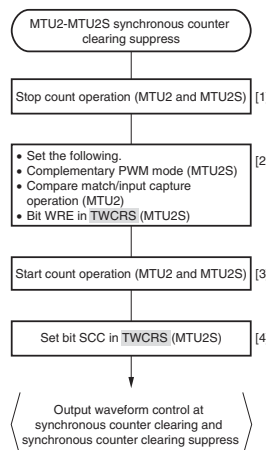 MTU2-MTU2S synchronous counter
clearing suppress
Stop count operation (MTU2 and MTU2S)
[1
• Set the following.
• Complementary PWM mode (MTU2S)
• Compare match/input capture
operation (MTU2)
• Bit WRE in TWCRS (MTU2S)
[2
Start count operation (MTU2 and MTU2S)
[3
Set bit SCC in TWCRS (MTU2S)
[4
Output waveform control at
synchronous counter clearing and
synchronous counter clearing suppress